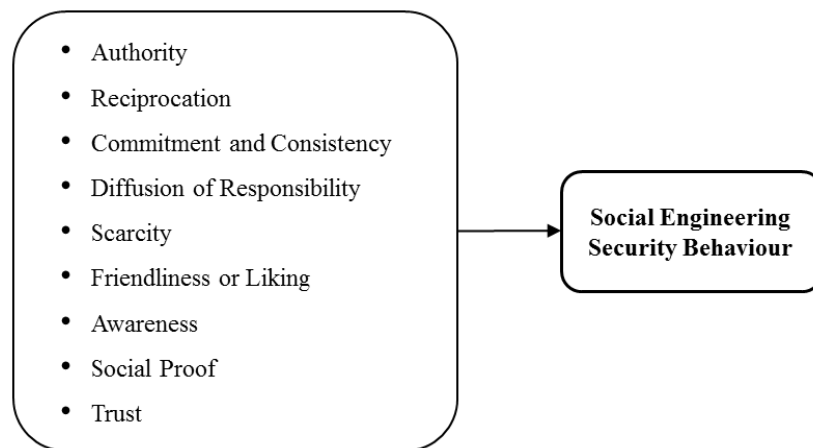 • Authority
• Reciprocation
• Commitment and Consistency
• Diffusion of Responsibility
• Scarcity
• Friendliness or Liking
• Awareness
• Social Proof
• Trust
Social Engineering
Security Behaviour